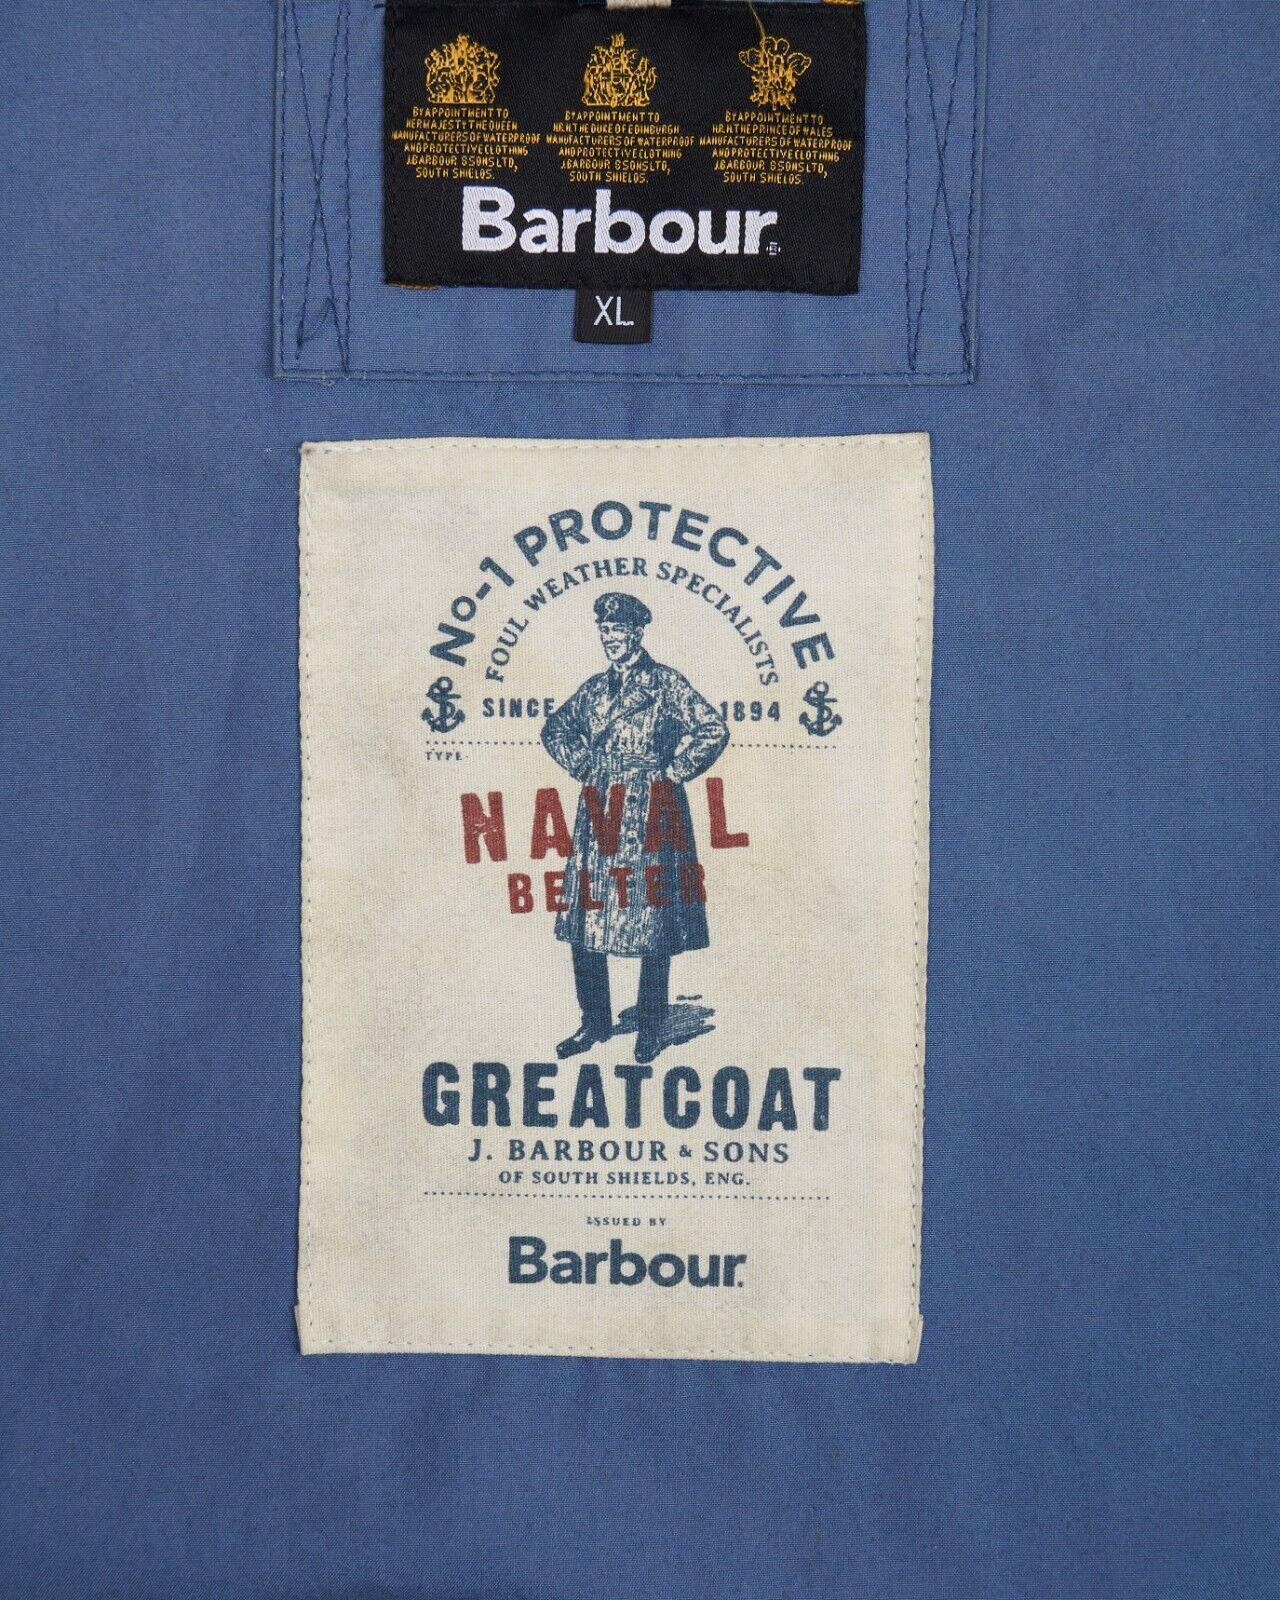 BY APPOINTMENT TO
HER MAJESTY THE QUEEN
MANUFACTURERS OF WATERPROOF
AND PROTECTIVE CLOTHING
J. BARBOUR & SONS LTD,
SOUTH SHIELDS.
BY APPOINTMENT TO
H.R.H. THE DUKE OF EDINBURGH
MANUFACTURERS OF WATERPROOF
AND PROTECTIVE CLOTHING
J. BARBOUR & SONS LTD,
SOUTH SHIELDS.
BY APPOINTMENT TO
H.R.H. THE PRINCE OF WALES
MANUFACTURERS OF WATERPROOF
AND PROTECTIVE CLOTHING
J. BARBOUR & SONS LTD,
SOUTH SHIELDS.
Barbour
XL
No-1 PROTECTIVE
FOUL WEATHER SPECIALISTS
SINCE 1894
TYPE
NAVAL
BELTER
GREATCOAT
J. BARBOUR & SONS
OF SOUTH SHIELDS, ENG.
ISSUED BY
Barbour.